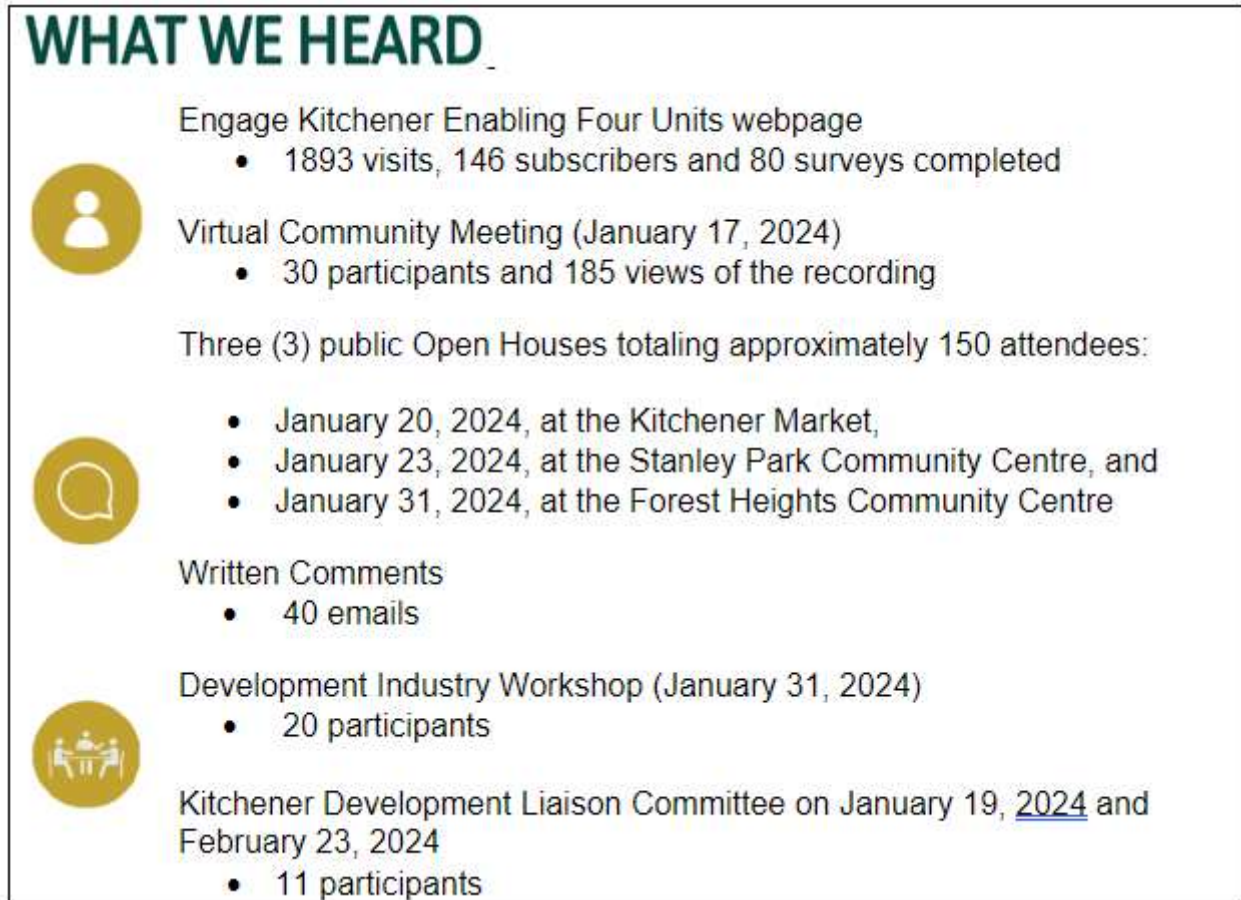 WHAT WE HEARD
Engage Kitchener Enabling Four Units webpage
• 1893 visits, 146 subscribers and 80 surveys completed
Virtual Community Meeting (January 17, 2024)
• 30 participants and 185 views of the recording
Three (3) public Open Houses totaling approximately 150 attendees:
• January 20, 2024, at the Kitchener Market,
• January 23, 2024, at the Stanley Park Community Centre, and
• January 31, 2024, at the Forest Heights Community Centre
Written Comments
• 40 emails
Development Industry Workshop (January 31, 2024)
• 20 participants
Kitchener Development Liaison Committee on January 19, 2024 and
February 23, 2024
• 11 participants